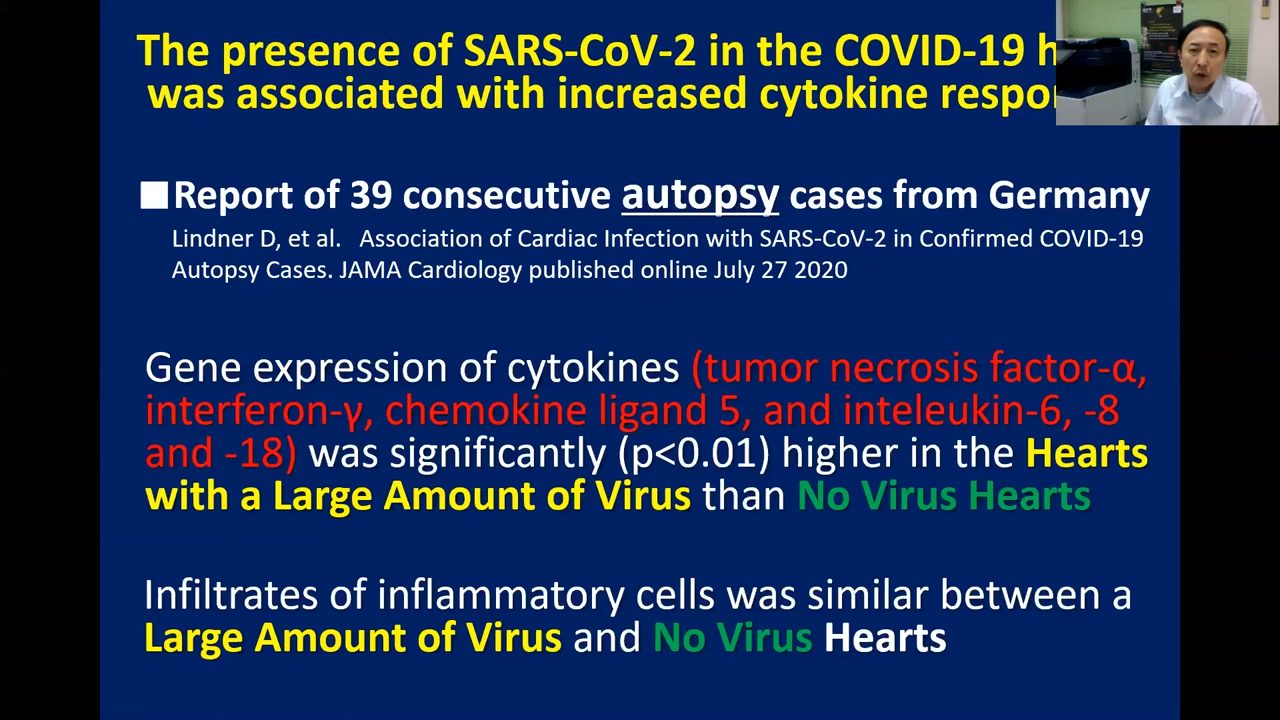 The presence of SARS-CoV-2 in the COVID-19
was associated with increased cytokine
■Report of 39 consecutive autopsy cases from Germany
Lindner D, et al. Association of Cardiac Infection with SARS-CoV-2 in Confirmed COVID-19
Autopsy Cases. JAMA Cardiology published online July 27 2020
Gene expression of cytokines (tumor necrosis factor-α,
interferon-γ, chemokine ligand 5, and inteleukin-6, -8
and -18) was significantly (p<0.01) higher in the Hearts
with a Large Amount of Virus than No Virus Hearts
Infiltrates of inflammatory cells was similar between a
Large Amount of Virus and No Virus Hearts